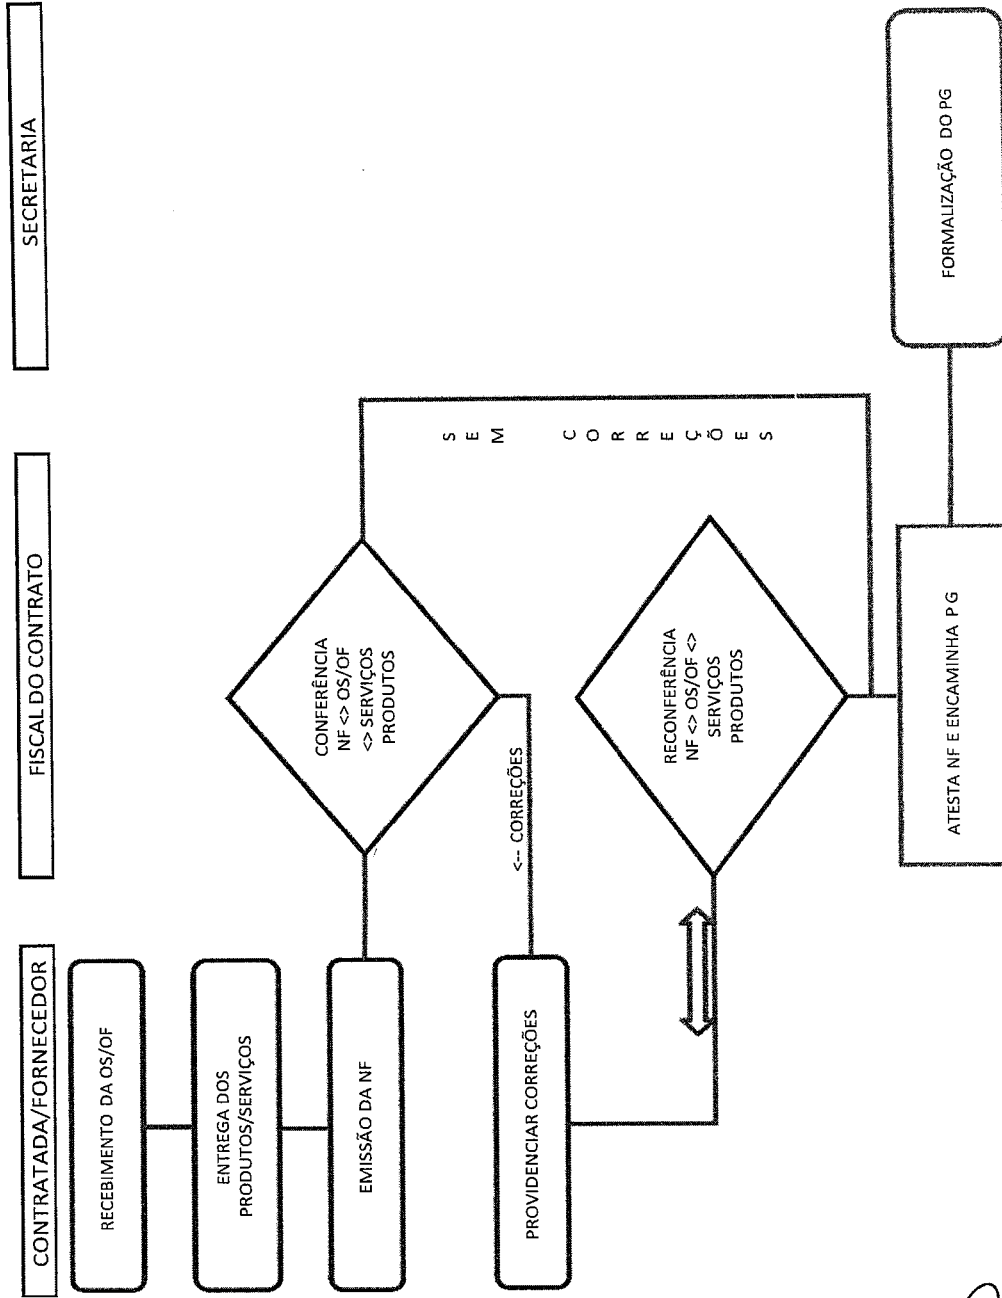 CONTRATADA/FORNECEDOR
FISCAL DO CONTRATO
SECRETARIA
RECEBIMENTO DA OS/OF
ENTREGA DOS
PRODUTOS/SERVIÇOS
EMISSÃO DA NF
CONFERÊNCIA
NF <> OS/OF
<> SERVIÇOS
PRODUTOS
<-- CORREÇÕES
PROVIDENCIAR CORREÇÕES
RECONFERÊNCIA
NF <> OS/OF <>
SERVIÇOS
PRODUTOS
S
E
M
C
O
R
R
E
Ç
Õ
E
S
ATESTA NF E ENCAMINHA PG
FORMALIZAÇÃO DO PG